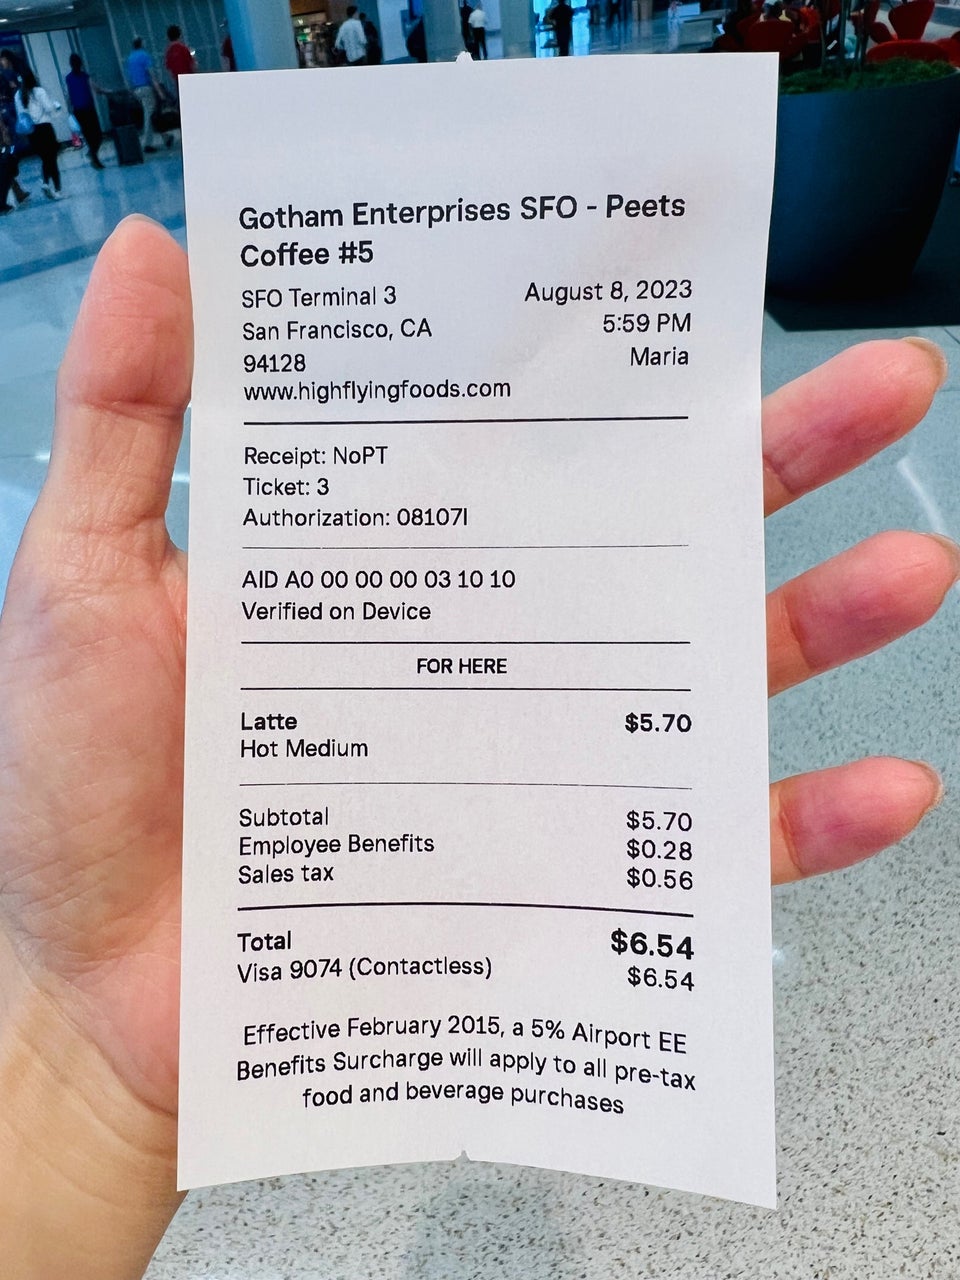 Gotham Enterprises SFO - Peets
Coffee #5
SFO Terminal 3
August 8, 2023
San Francisco, CA
5:59 PM
94128
Maria
www.highflyingfoods.com
Receipt: NoPT
Ticket: 3
Authorization: 08107I
AID A0 00 00 00 03 10 10
Verified on Device
FOR HERE
Latte $5.70
Hot Medium
Subtotal $5.70
Employee Benefits $0.28
Sales tax $0.56
Total $6.54
Visa 9074 (Contactless) $6.54
Effective February 2015, a 5% Airport EE
Benefits Surcharge will apply to all pre-tax
food and beverage purchases